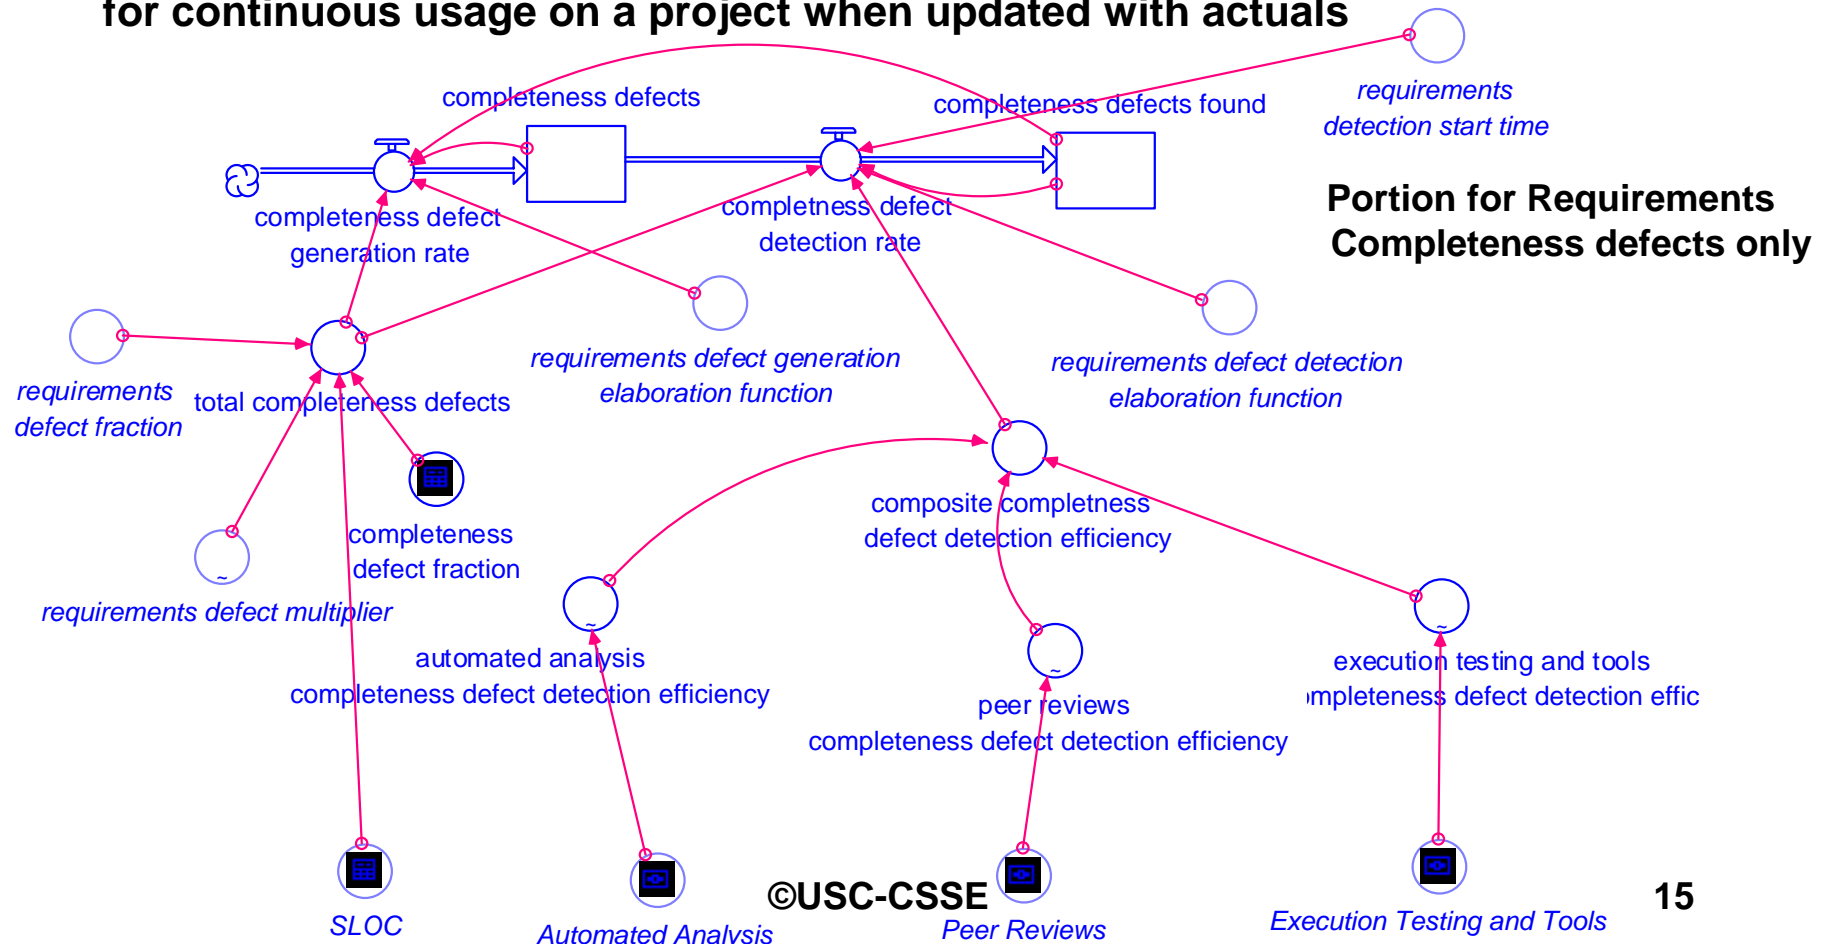 for continuous usage on a project when updated with actuals
completeness defects
completeness defects found
requirements
detection start time
Portion for Requirements
Completeness defects only
completeness defect
generation rate
completness defect
detection rate
requirements
defect fraction
total completeness defects
requirements defect generation
elaboration function
requirements defect detection
elaboration function
completeness
defect fraction
composite completness
defect detection efficiency
~
requirements defect multiplier
~
automated analysis
completeness defect detection efficiency
~
peer reviews
completeness defect detection efficiency
~
execution testing and tools
mpleteness defect detection effic
SLOC
Automated Analysis
©USC-CSSE
Peer Reviews
Execution Testing and Tools
15